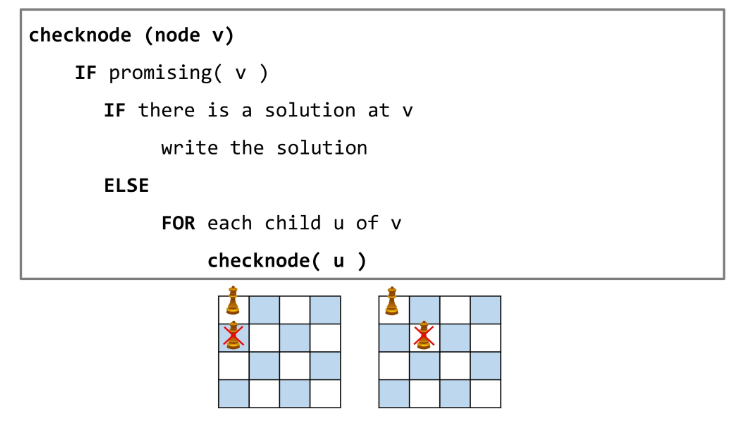 checknode (node v)
IF promising( v )
IF there is a solution at v
write the solution
ELSE
FOR each child u of v
checknode( u )